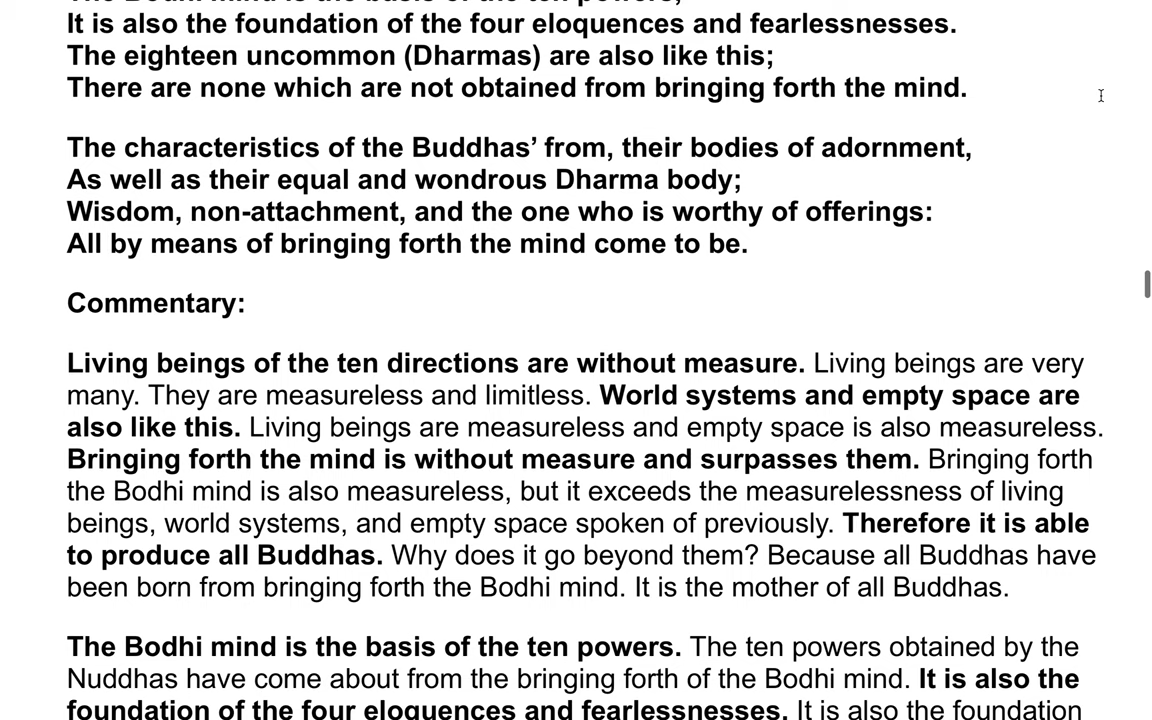 The Bodhi mind is the basis of the ten powers;
It is also the foundation of the four eloquences and fearlessnesses.
The eighteen uncommon (Dharmas) are also like this;
There are none which are not obtained from bringing forth the mind.
The characteristics of the Buddhas’ from, their bodies of adornment,
As well as their equal and wondrous Dharma body;
Wisdom, non-attachment, and the one who is worthy of offerings:
All by means of bringing forth the mind come to be.
Commentary:
Living beings of the ten directions are without measure. Living beings are very
many. They are measureless and limitless. World systems and empty space are
also like this. Living beings are measureless and empty space is also measureless.
Bringing forth the mind is without measure and surpasses them. Bringing forth
the Bodhi mind is also measureless, but it exceeds the measurelessness of living
beings, world systems, and empty space spoken of previously. Therefore it is able
to produce all Buddhas. Why does it go beyond them? Because all Buddhas have
been born from bringing forth the Bodhi mind. It is the mother of all Buddhas.
The Bodhi mind is the basis of the ten powers. The ten powers obtained by the
Nuddhas have come about from the bringing forth of the Bodhi mind. It is also the
foundation of the four eloquences and fearlessnesses. It is also the foundation